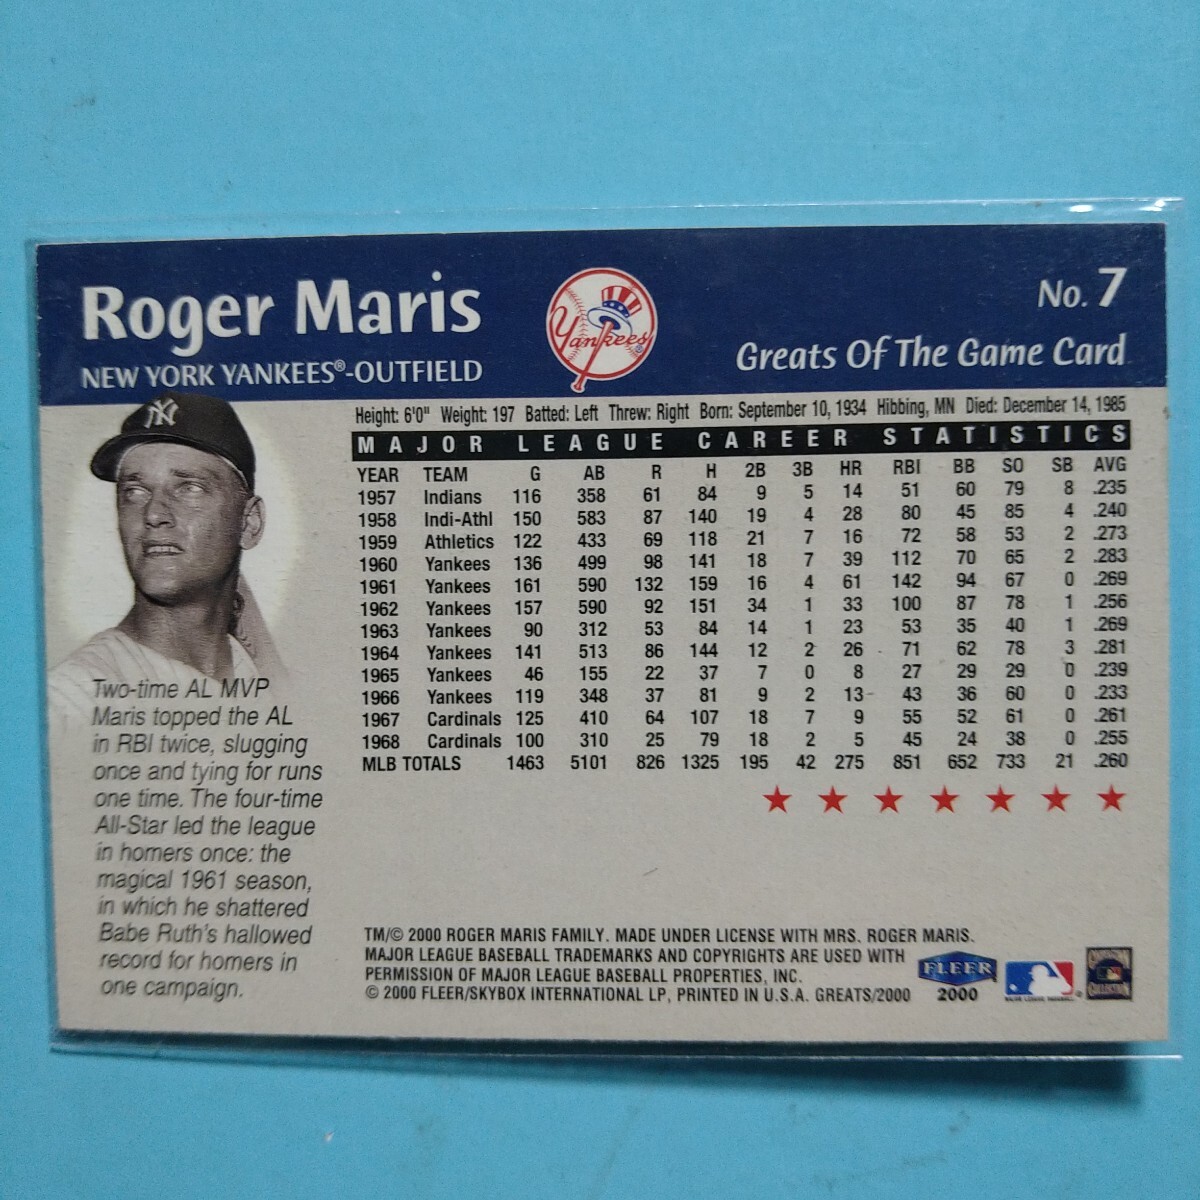 Roger Maris
NEW YORK YANKEES®-OUTFIELD
Yankees®
No. 7
Greats Of The Game Card
NY
Height: 6'0" Weight: 197 Batted: Left Threw: Right Born: September 10, 1934 Hibbing, MN Died: December 14, 1985
MAJOR LEAGUE CAREER STATISTICS
YEAR TEAM G AB R H 2B 3B HR RBI BB SO SB AVG
1957 Indians 116 358 61 84 9 5 14 51 60 79 8 .235
1958 Indi-Athl 150 583 87 140 19 4 28 80 45 85 4 .240
1959 Athletics 122 433 69 118 21 7 16 72 58 53 2 .273
1960 Yankees 136 499 98 141 18 7 39 112 70 65 2 .283
1961 Yankees 161 590 132 159 16 4 61 142 94 67 0 .269
1962 Yankees 157 590 92 151 34 1 33 100 87 78 1 .256
1963 Yankees 90 312 53 84 14 1 23 53 35 40 1 .269
1964 Yankees 141 513 86 144 12 2 26 71 62 78 3 .281
1965 Yankees 46 155 22 37 7 0 8 27 29 29 0 .239
1966 Yankees 119 348 37 81 9 2 13 43 36 60 0 .233
1967 Cardinals 125 410 64 107 18 7 9 55 52 61 0 .261
1968 Cardinals 100 310 25 79 18 2 5 45 24 38 0 .255
MLB TOTALS 1463 5101 826 1325 195 42 275 851 652 733 21 .260
Two-time AL MVP
Maris topped the AL
in RBI twice, slugging
once and tying for runs
one time. The four-time
All-Star led the league
in homers once: the
magical 1961 season,
in which he shattered
Babe Ruth's hallowed
record for homers in
one campaign.
TM/© 2000 ROGER MARIS FAMILY. MADE UNDER LICENSE WITH MRS. ROGER MARIS.
MAJOR LEAGUE BASEBALL TRADEMARKS AND COPYRIGHTS ARE USED WITH
PERMISSION OF MAJOR LEAGUE BASEBALL PROPERTIES, INC.
© 2000 FLEER/SKYBOX INTERNATIONAL LP, PRINTED IN U.S.A. GREATS/2000
FLEER
2000
MAJOR LEAGUE BASEBALL
COOPERSTOWN
COLLECTION